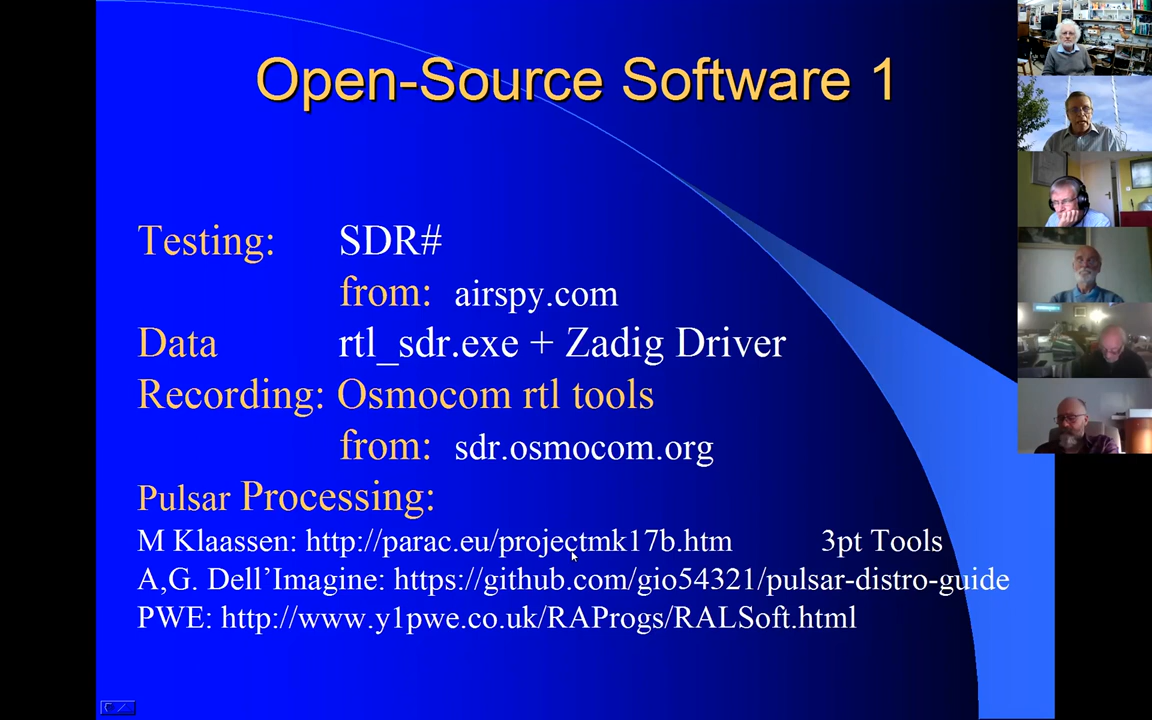 Open-Source Software 1
Testing: SDR#
from: airspy.com
Data rtl_sdr.exe + Zadig Driver
Recording: Osmocom rtl tools
from: sdr.osmocom.org
Pulsar Processing:
M Klaassen: http://parac.eu/projectmk17b.htm 3pt Tools
A,G. Dell’Imagine: https://github.com/gio54321/pulsar-distro-guide
PWE: http://www.y1pwe.co.uk/RAProgs/RALSoft.html